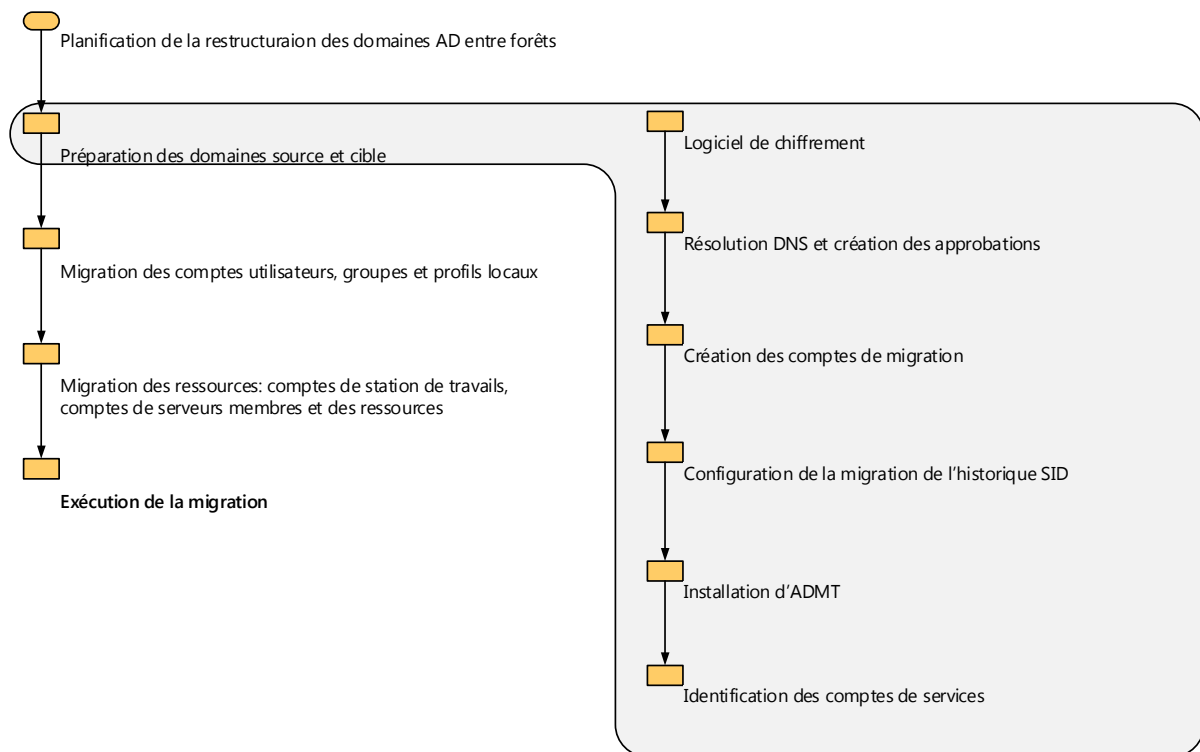 Planification de la restructuraion des domaines AD entre forêts
Préparation des domaines source et cible
Migration des comptes utilisateurs, groupes et profils locaux
Migration des ressources: comptes de station de travails,
comptes de serveurs membres et des ressources
Exécution de la migration
Logiciel de chiffrement
Résolution DNS et création des approbations
Création des comptes de migration
Configuration de la migration de l’historique SID
Installation d’ADMT
Identification des comptes de services